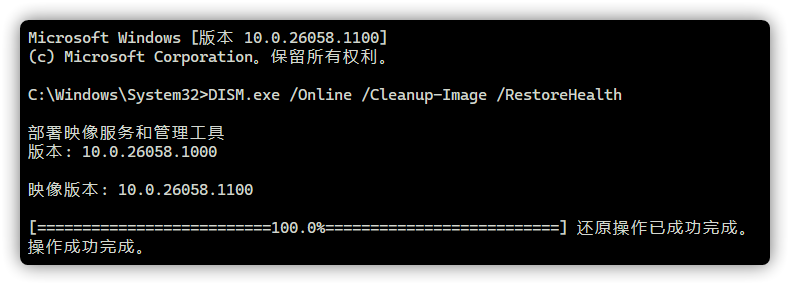 Microsoft Windows [版本 10.0.26058.1100]
(c) Microsoft Corporation。保留所有权利。
C:\Windows\System32>DISM.exe /Online /Cleanup-Image /RestoreHealth
部署映像服务和管理工具
版本: 10.0.26058.1000
映像版本: 10.0.26058.1100
[==========================100.0%==========================] 还原操作已成功完成。
操作成功完成。